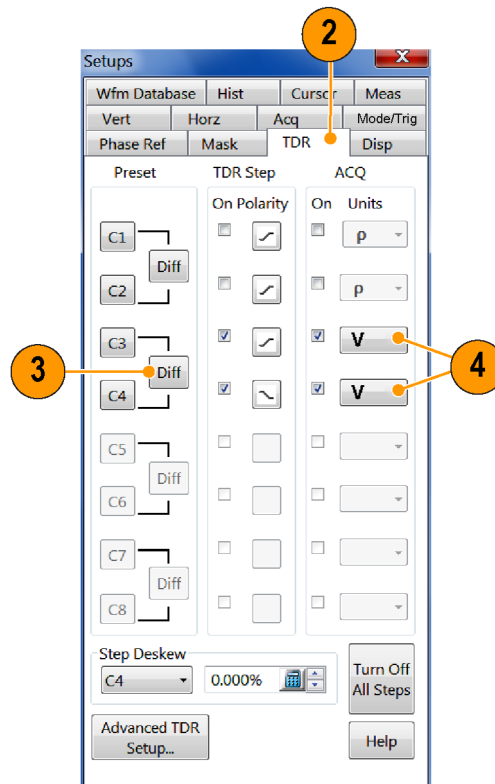 2
Setups X
Wfm Database Hist Cursor Meas
Vert Horz Acq Mode/Trig
Phase Ref Mask TDR Disp
Preset TDR Step ACQ
On Polarity On Units
C1 ρ
Diff
C2 ρ
C3 V
3 Diff 4
C4 V
C5
Diff
C6
C7
Diff
C8
Step Deskew
C4 0.000% Turn Off
All Steps
Advanced TDR
Setup... Help